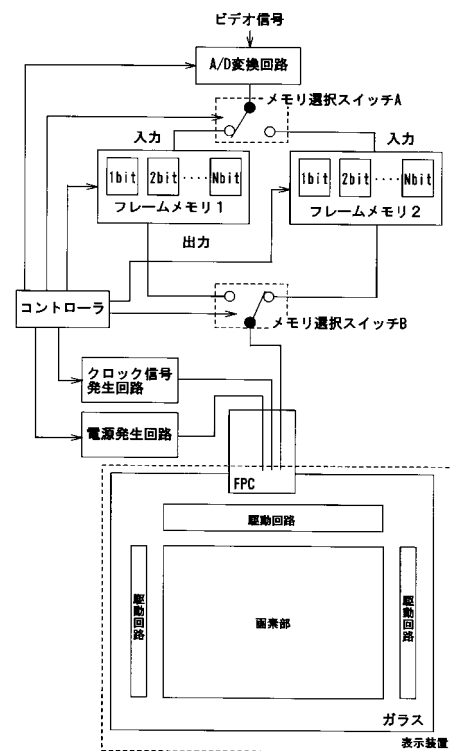 ビデオ信号
A/D変換回路
メモリ選択スイッチA
入力
入力
1bit 2bit ‥‥ Nbit
フレームメモリ1
1bit 2bit ‥‥ Nbit
フレームメモリ2
出力
コントローラ
メモリ選択スイッチB
クロック信号
発生回路
電源発生回路
FPC
駆動回路
駆動回路
画素部
駆動回路
ガラス
表示装置